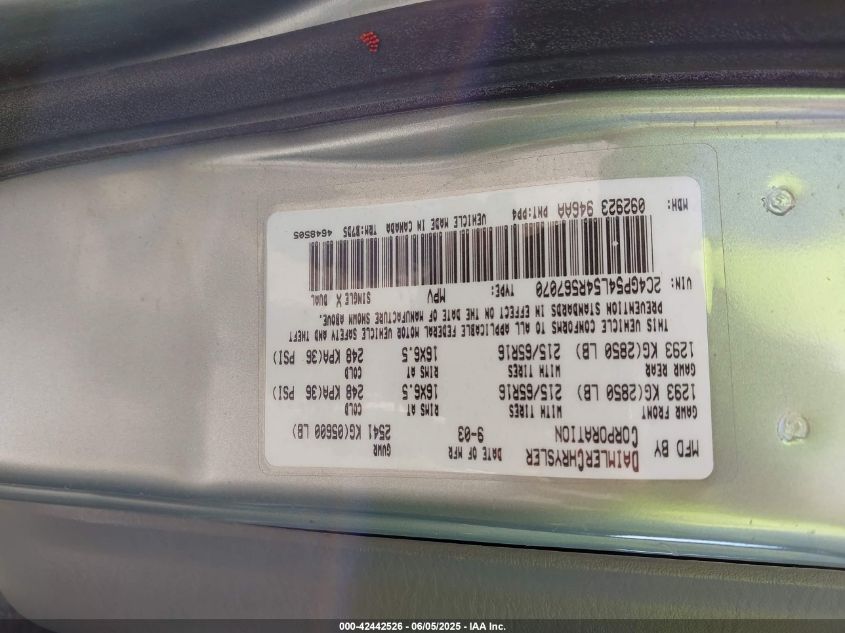 MFD BY DAIMLERCHRYSLER CORPORATION DATE OF MFR 9-03 GVWR 2541 KG(05600 LB)
GAWR FRONT WITH TIRES RIMS AT COLD
1293 KG(2850 LB) 215/65R16 16X6.5 248 KPA(36 PSI)
GAWR REAR WITH TIRES RIMS AT COLD
1293 KG(2850 LB) 215/65R16 16X6.5 248 KPA(36 PSI)
THIS VEHICLE CONFORMS TO ALL APPLICABLE FEDERAL MOTOR VEHICLE SAFETY AND THEFT
PREVENTION STANDARDS IN EFFECT ON THE DATE OF MANUFACTURE SHOWN ABOVE.
VIN: 2C4GP54L54R567070 TYPE: MPV SINGLE X DUAL
MDH: 092923 946AA PNT:PP4 VEHICLE MADE IN CANADA TRM:B7D5 4648505
000-42442526 - 06/05/2025 - IAA Inc.